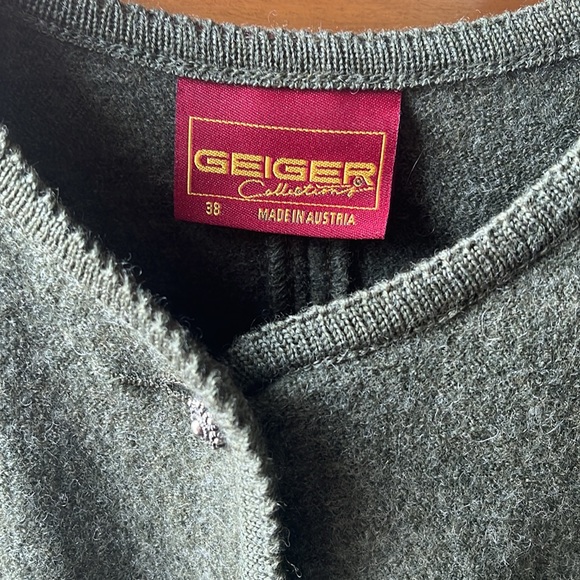 GEIGER
Collections
®
38 MADE IN AUSTRIA